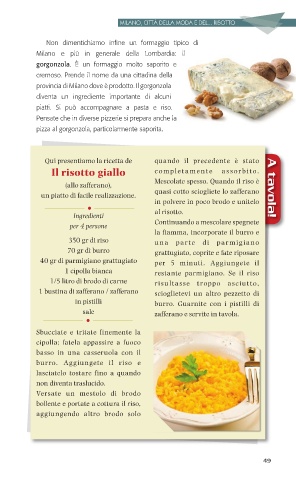 MILANO, CITTÀ DELLA MODA E DEL... RISOTTO
Non dimentichiamo infine un formaggio tipico di
Milano e più in generale della Lombardia: il
gorgonzola. È un formaggio molto saporito e
cremoso. Prende il nome da una cittadina della
provincia di Milano dove è prodotto. Il gorgonzola
diventa un ingrediente importante di alcuni
piatti. Si può accompagnare a pasta e riso.
Pensate che in diverse pizzerie si prepara anche la
pizza al gorgonzola, particolarmente saporita.
A tavola!
Qui presentiamo la ricetta de
Il risotto giallo
(allo zafferano),
un piatto di facile realizzazione.
Ingredienti
per 4 persone
350 gr di riso
70 gr di burro
40 gr di parmigiano grattugiato
1 cipolla bianca
1/5 litro di brodo di carne
1 bustina di zafferano / zafferano
in pistilli
sale
Sbucciate e tritate finemente la
cipolla: fatela appassire a fuoco
basso in una casseruola con il
burro. Aggiungete il riso e
lasciatelo tostare fino a quando
non diventa traslucido.
Versate un mestolo di brodo
bollente e portate a cottura il riso,
aggiungendo altro brodo solo
quando il precedente è stato
completamente assorbito.
Mescolate spesso. Quando il riso è
quasi cotto sciogliete lo zafferano
in polvere in poco brodo e unitelo
al risotto.
Continuando a mescolare spegnete
la fiamma, incorporate il burro e
una parte di parmigiano
grattugiato, coprite e fate riposare
per 5 minuti. Aggiungete il
restante parmigiano. Se il riso
risultasse troppo asciutto,
scioglietevi un altro pezzetto di
burro. Guarnite con i pistilli di
zafferano e servite in tavola.
49